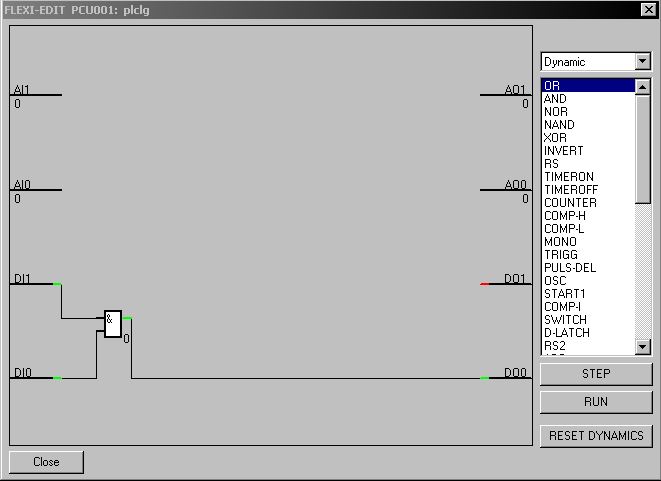 FLEXI-EDIT PCU001: plclg
AI1
0
AO1
0
AI0
0
AO0
0
DI1
DO1
&
0
DI0
DO0
Close
Dynamic
OR
AND
NOR
NAND
XOR
INVERT
RS
TIMERON
TIMEROFF
COUNTER
COMP-H
COMP-L
MONO
TRIGG
PULS-DEL
OSC
START1
COMP-I
SWITCH
D-LATCH
RS2
STEP
RUN
RESET DYNAMICS